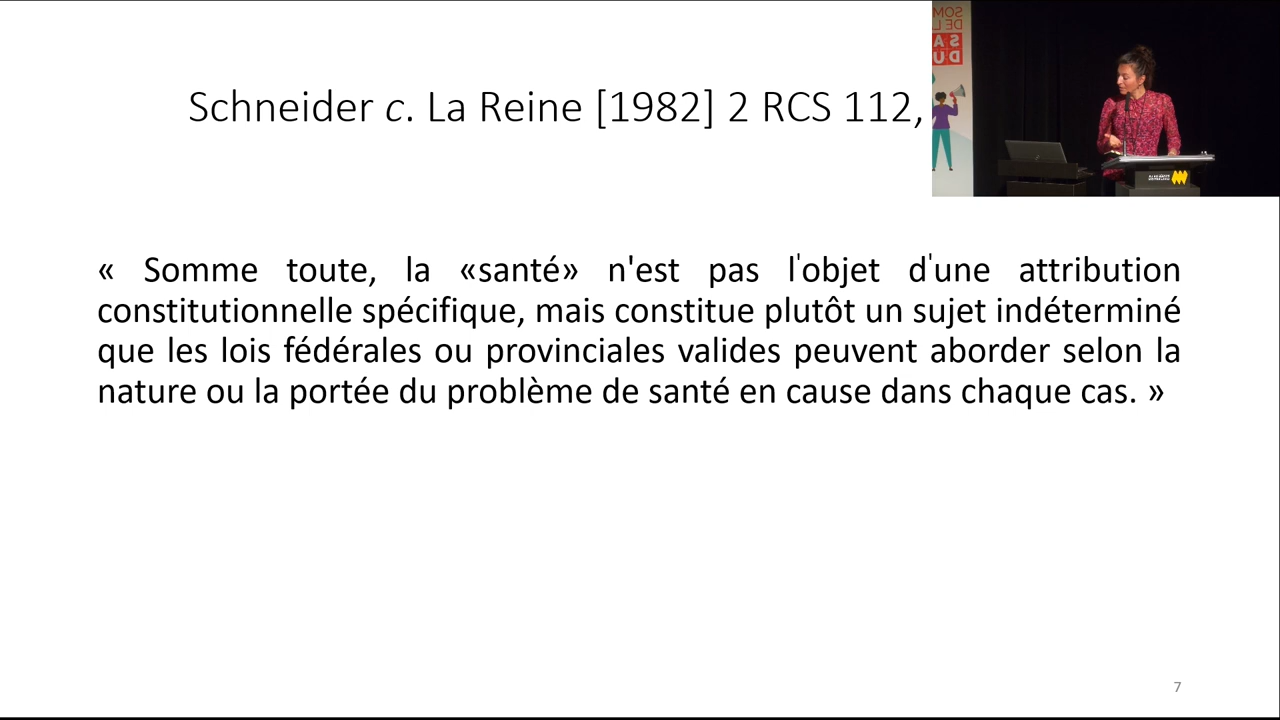 Schneider c. La Reine [1982] 2 RCS 112,
« Somme toute, la «santé» n'est pas l'objet d'une attribution
constitutionnelle spécifique, mais constitue plutôt un sujet indéterminé
que les lois fédérales ou provinciales valides peuvent aborder selon la
nature ou la portée du problème de santé en cause dans chaque cas. »
7